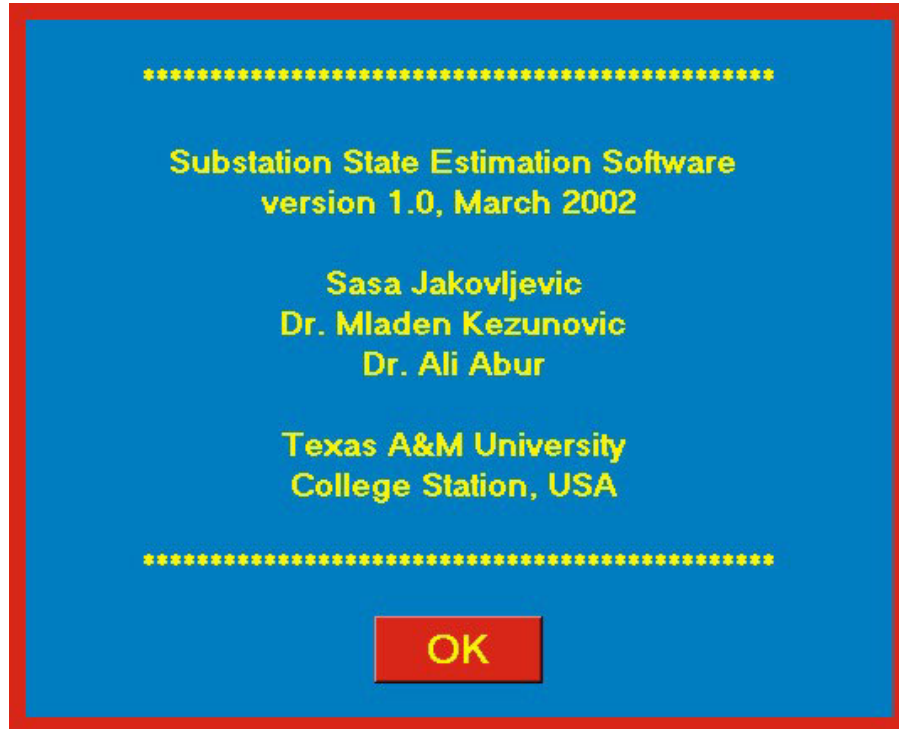 ***********************************************
Substation State Estimation Software
version 1.0, March 2002
Sasa Jakovljevic
Dr. Mladen Kezunovic
Dr. Ali Abur
Texas A&M University
College Station, USA
***********************************************
OK